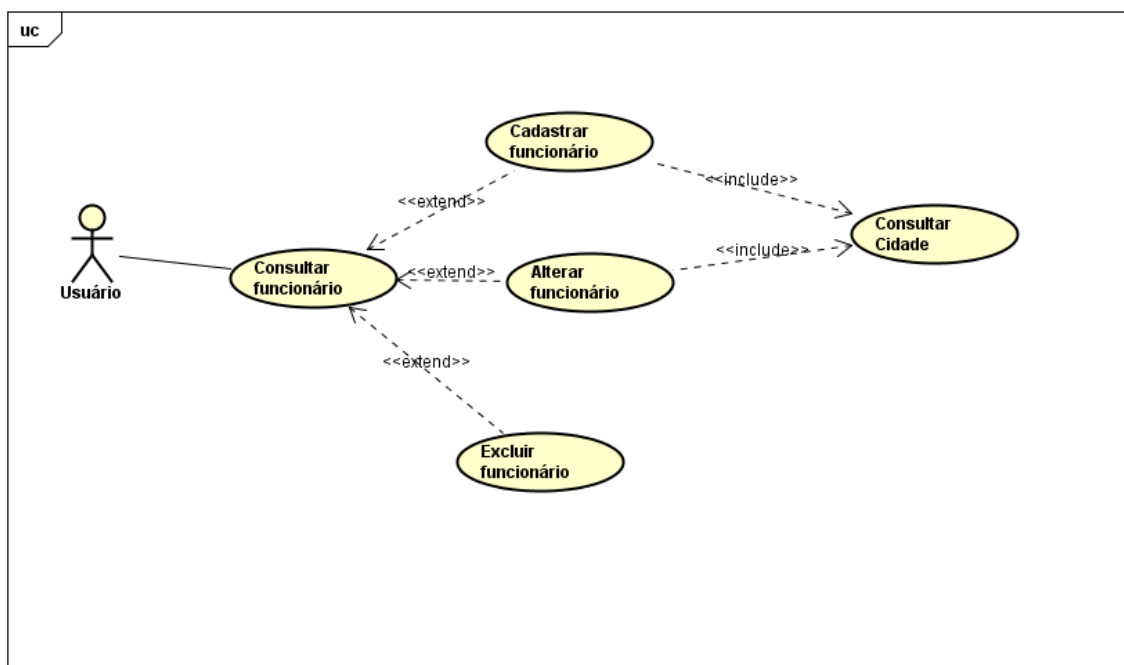 uc
Cadastrar
funcionário
<<include>>
<<extend>>
Consultar
Cidade
Usuário
Consultar
funcionário
<<extend>>
Alterar
funcionário
<<include>>
<<extend>>
Excluir
funcionário